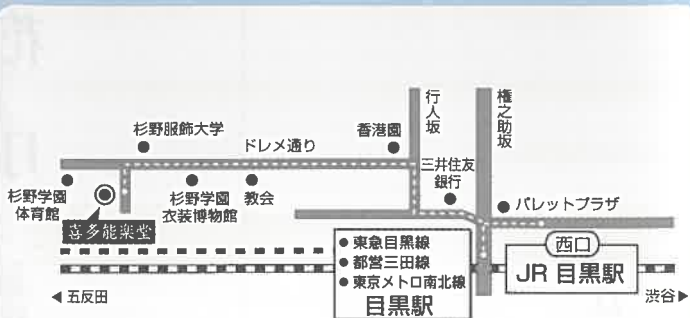 行人坂
権之助坂
杉野服飾大学
ドレメ通り
香港園
三井住友
銀行
杉野学園
体育館
喜多能楽堂
杉野学園
衣装博物館
教会
パレットプラザ
● 東急目黒線
● 都営三田線
● 東京メトロ南北線
目黒駅
西口
JR 目黒駅
◀ 五反田
渋谷 ▶